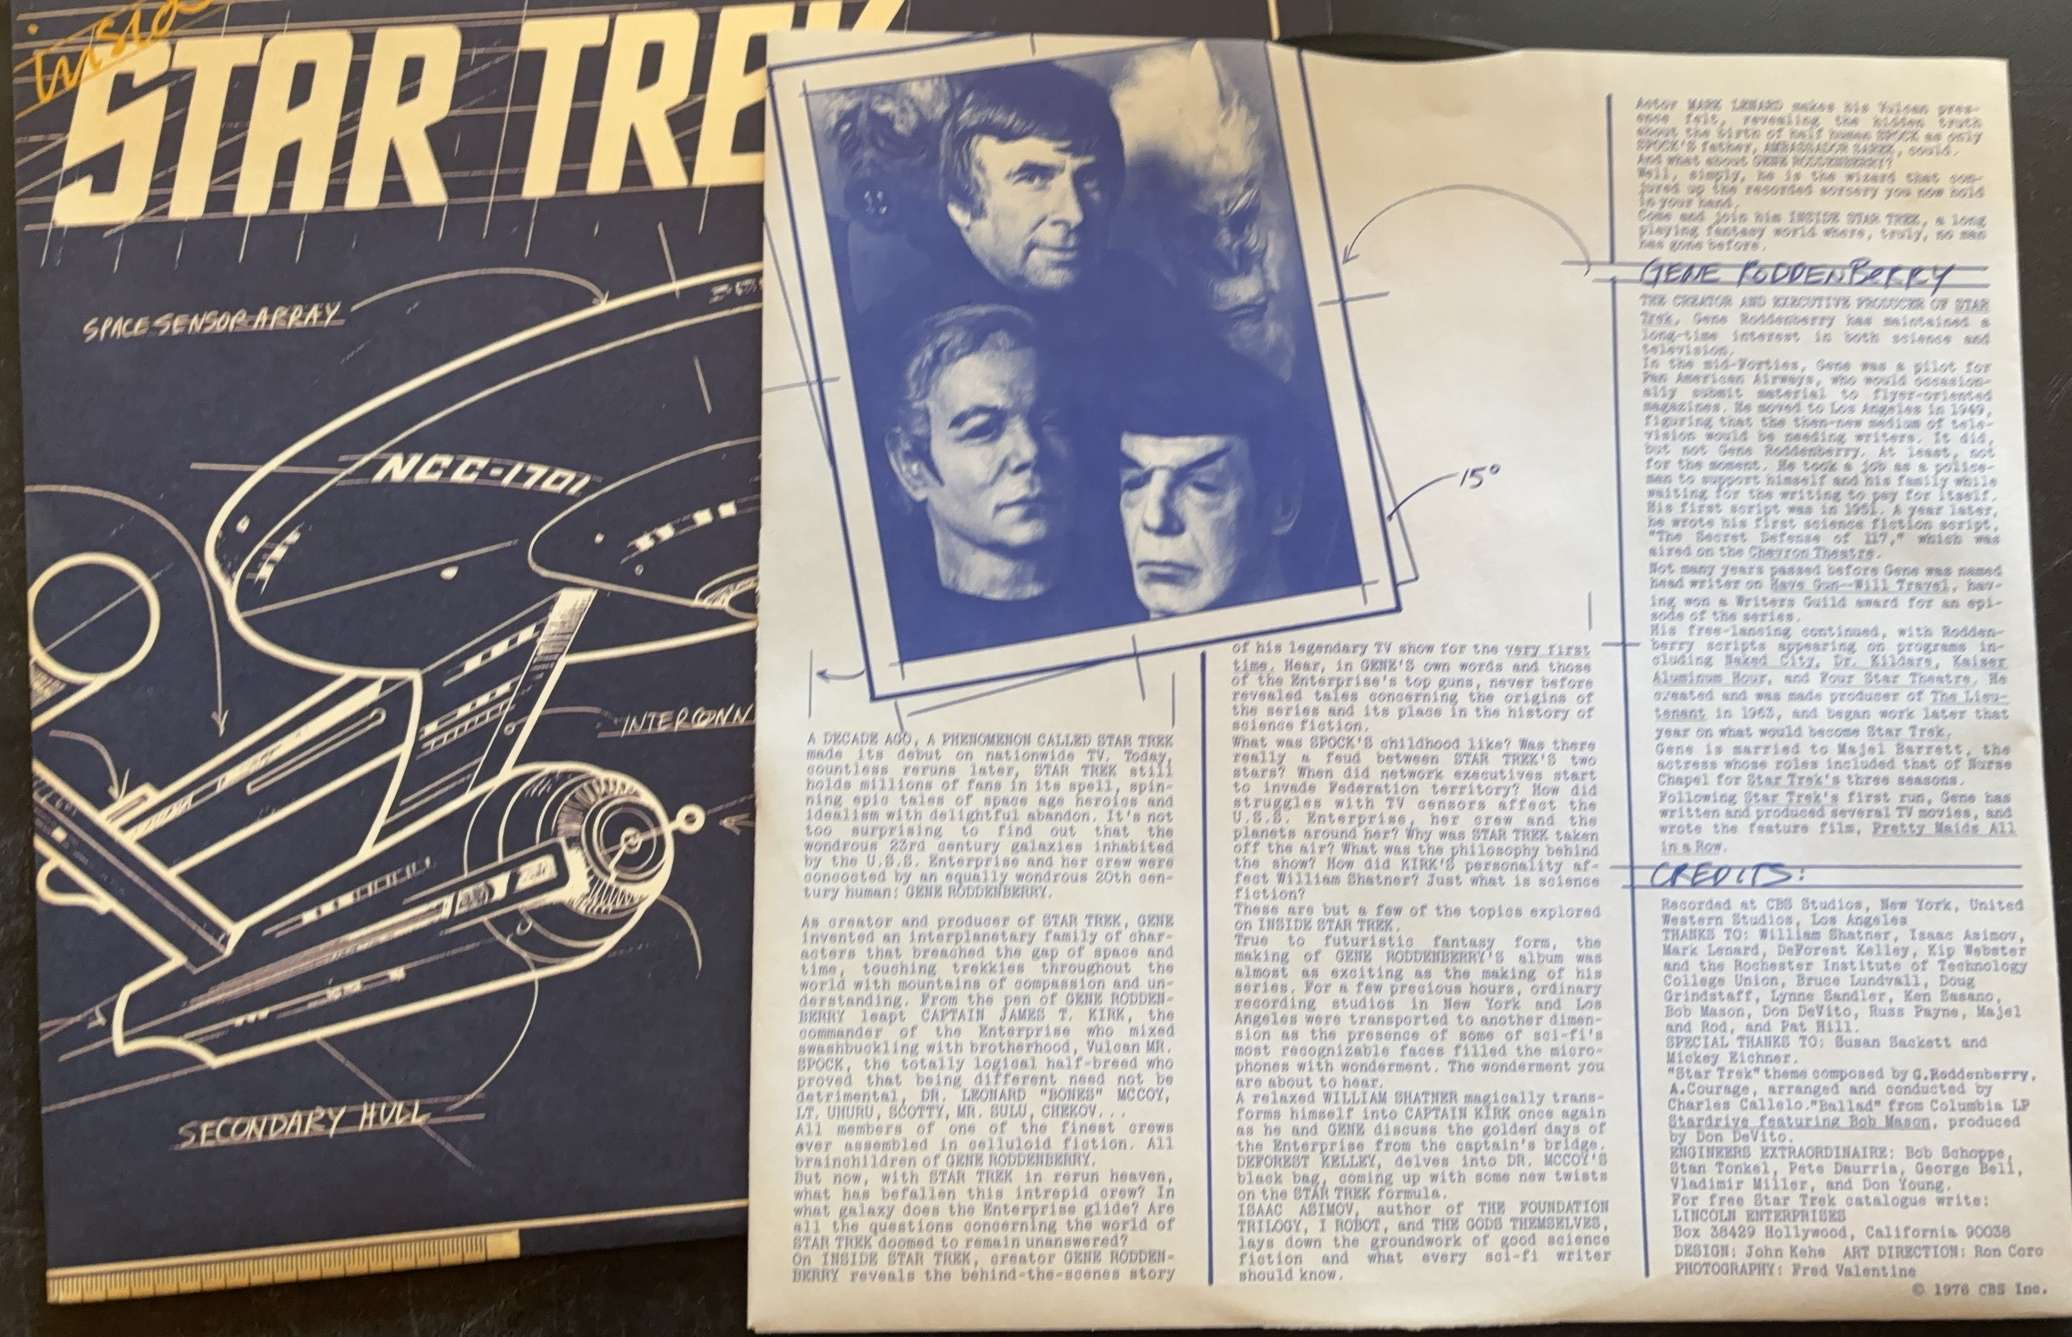 inside
STAR TREK
SPACE SENSOR ARRAY
NCC-1701
INTERCONN
SECONDARY HULL
15°
A DECADE AGO, A PHENOMENON CALLED STAR TREK
made its debut on nationwide TV. Today,
countless reruns later, STAR TREK still
holds millions of fans in its spell, spin-
ning epic tales of space age heroics and
idealism with delightful abandon. It's not
too surprising to find out that the
wondrous 23rd century galaxies inhabited
by the U.S.S. Enterprise and her crew were
concocted by an equally wondrous 20th cen-
tury human: GENE RODDENBERRY.
As creator and producer of STAR TREK, GENE
invented an interplanetary family of char-
acters that breached the gap of space and
time, touching trekkies throughout the
world with mountains of compassion and un-
derstanding. From the pen of GENE RODDEN-
BERRY leapt CAPTAIN JAMES T. KIRK, the
commander of the Enterprise who mixed
swashbuckling with brotherhood, Vulcan MR.
SPOCK, the totally logical half-breed who
proved that being different need not be
detrimental, DR. LEONARD "BONES" MCCOY,
LT. UHURU, SCOTTY, MR. SULU, CHEKOV...
All members of one of the finest crews
ever assembled in celluloid fiction. All
brainchildren of GENE RODDENBERRY.
But now, with STAR TREK in rerun heaven,
what has befallen this intrepid crew? In
what galaxy does the Enterprise glide? Are
all the questions concerning the world of
STAR TREK doomed to remain unanswered?
On INSIDE STAR TREK, creator GENE RODDEN-
BERRY reveals the behind-the-scenes story
of his legendary TV show for the very first
time. Hear, in GENE'S own words and those
of the Enterprise's top guns, never before
revealed tales concerning the origins of
the series and its place in the history of
science fiction.
What was SPOCK'S childhood like? Was there
really a feud between STAR TREK'S two
stars? When did network executives start
to invade Federation territory? How did
struggles with TV censors affect the
U.S.S. Enterprise, her crew and the
planets around her? Why was STAR TREK taken
off the air? What was the philosophy behind
the show? How did KIRK'S personality af-
fect William Shatner? Just what is science
fiction?
These are but a few of the topics explored
on INSIDE STAR TREK.
True to futuristic fantasy form, the
making of GENE RODDENBERRY'S album was
almost as exciting as the making of his
series. For a few precious hours, ordinary
recording studios in New York and Los
Angeles were transported to another dimen-
sion as the presence of some of sci-fi's
most recognizable faces filled the micro-
phones with wonderment. The wonderment you
are about to hear.
A relaxed WILLIAM SHATNER magically trans-
forms himself into CAPTAIN KIRK once again
as he and GENE discuss the golden days of
the Enterprise from the captain's bridge.
DEFOREST KELLEY, delves into DR. MCCOY'S
black bag, coming up with some new twists
on the STAR TREK formula.
ISAAC ASIMOV, author of THE FOUNDATION
TRILOGY, I ROBOT, and THE GODS THEMSELVES,
lays down the groundwork of good science
fiction and what every sci-fi writer
should know.
Actor MARK LENARD makes his Vulcan pres-
ence felt, revealing the hidden truth
about the birth of half human SPOCK as only
SPOCK'S father, AMBASSADOR SAREK, could.
And what about GENE RODDENBERRY?
Well, simply, he is the wizard that con-
jured up the recorded sorcery you now hold
in your hand.
Come and join him INSIDE STAR TREK, a long
playing fantasy world where, truly, no man
has gone before.
GENE RODDENBERRY
THE CREATOR AND EXECUTIVE PRODUCER OF STAR
Trek, Gene Roddenberry has maintained a
long-time interest in both science and
television.
In the mid-Forties, Gene was a pilot for
Pan American Airways, who would occasion-
ally submit material to flyer-oriented
magazines. He moved to Los Angeles in 1949,
figuring that the then-new medium of tele-
vision would be needing writers. It did,
but not Gene Roddenberry. At least, not
for the moment. He took a job as a police-
man to support himself and his family while
waiting for the writing to pay for itself.
His first script was in 1951. A year later,
he wrote his first science fiction script,
"The Secret Defense of 117," which was
aired on the Chevron Theatre.
Not many years passed before Gene was named
head writer on Have Gun—Will Travel, hav-
ing won a Writers Guild award for an epi-
sode of the series.
His free-lancing continued, with Rodden-
berry scripts appearing on programs in-
cluding Naked City, Dr. Kildare, Kaiser
Aluminum Hour, and Four Star Theatre. He
created and was made producer of The Lieu-
tenant in 1963, and began work later that
year on what would become Star Trek.
Gene is married to Majel Barrett, the
actress whose roles included that of Nurse
Chapel for Star Trek's three seasons.
Following Star Trek's first run, Gene has
written and produced several TV movies, and
wrote the feature film, Pretty Maids All
in a Row.
CREDITS:
Recorded at CBS Studios, New York, United
Western Studios, Los Angeles
THANKS TO: William Shatner, Isaac Asimov,
Mark Lenard, DeForest Kelley, Kip Webster
and the Rochester Institute of Technology
College Union, Bruce Lundvall, Doug
Grindstaff, Lynne Sandler, Ken Sasano,
Bob Mason, Don DeVito, Russ Payne, Majel
and Rod, and Pat Hill.
SPECIAL THANKS TO: Susan Sackett and
Mickey Eichner.
"Star Trek" theme composed by G.Roddenberry,
A.Courage, arranged and conducted by
Charles Callelo."Ballad" from Columbia LP
Stardrive featuring Bob Mason, produced
by Don DeVito.
ENGINEERS EXTRAORDINAIRE: Bob Schoppe,
Stan Tonkel, Pete Daurria, George Bell,
Vladimir Miller, and Don Young.
For free Star Trek catalogue write:
LINCOLN ENTERPRISES
Box 38429 Hollywood, California 90038
DESIGN: John Kehe ART DIRECTION: Ron Coro
PHOTOGRAPHY: Fred Valentine
© 1976 CBS Inc.